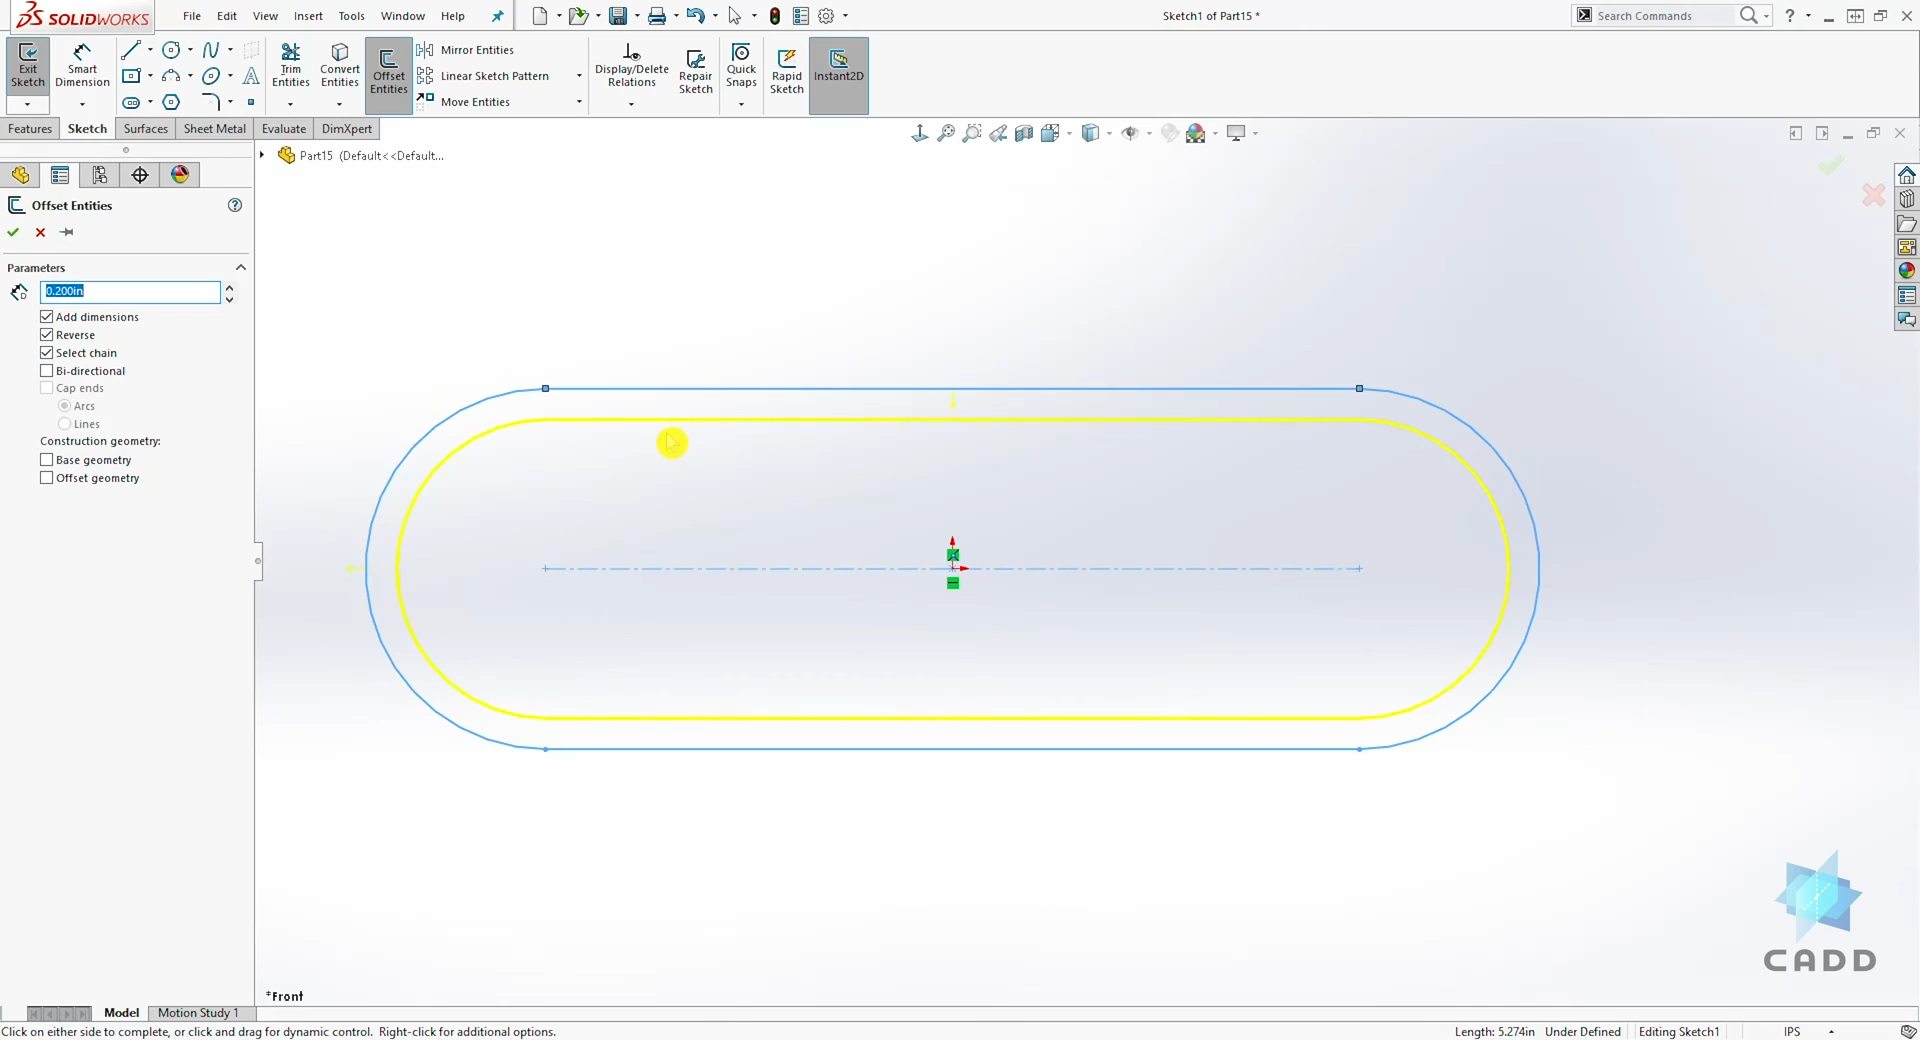 SOLIDWORKS File Edit View Insert Tools Window Help Sketch1 of Part15 * Search Commands ?
Exit Sketch
Smart Dimension
Trim Entities
Convert Entities
Offset Entities
Mirror Entities
Linear Sketch Pattern
Move Entities
Display/Delete Relations
Repair Sketch
Quick Snaps
Rapid Sketch
Instant2D
Features Sketch Surfaces Sheet Metal Evaluate DimXpert
Part15 (Default<<Default...
Offset Entities
Parameters
0.200in
Add dimensions
Reverse
Select chain
Bi-directional
Cap ends
Arcs
Lines
Construction geometry:
Base geometry
Offset geometry
CADD
*Front
Model Motion Study 1
Click on either side to complete, or click and drag for dynamic control. Right-click for additional options. Length: 5.274in Under Defined Editing Sketch1 IPS